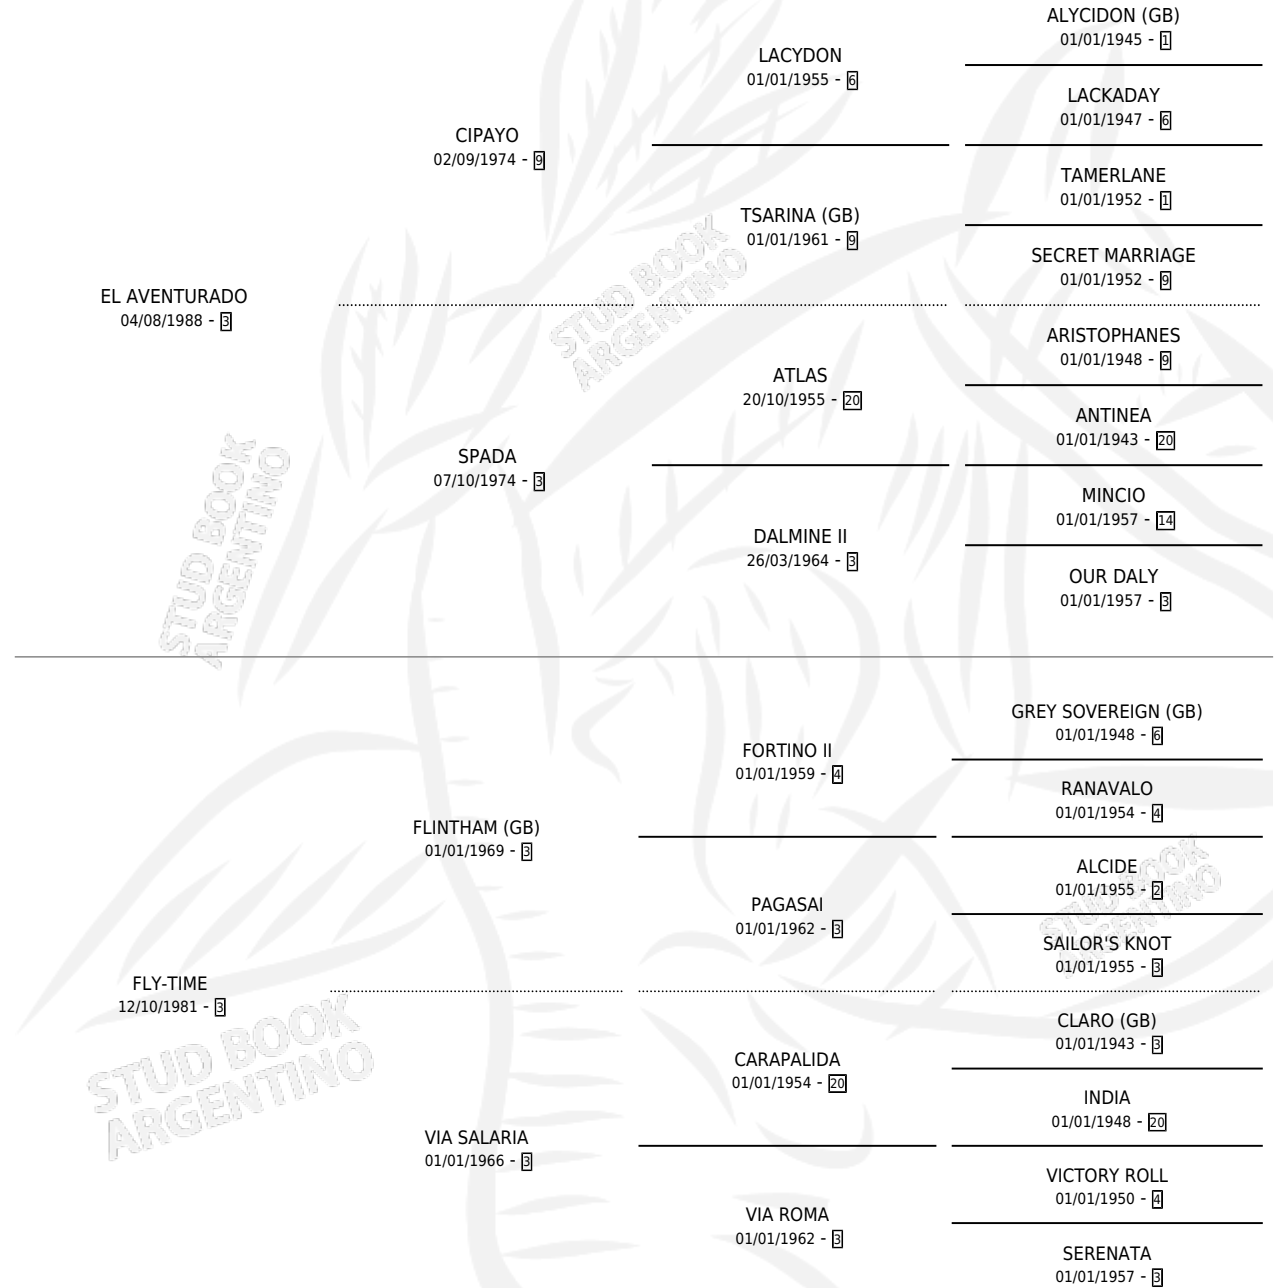 ALYCIDON (GB)
01/01/1945 - 1
LACYDON
01/01/1955 - 6
LACKADAY
01/01/1947 - 6
CIPAYO
02/09/1974 - 9
TAMERLANE
01/01/1952 - 1
TSARINA (GB)
01/01/1961 - 9
SECRET MARRIAGE
01/01/1952 - 9
EL AVENTURADO
04/08/1988 - 3
STUD BOOK
ARGENTINO
ARISTOPHANES
01/01/1948 - 9
ATLAS
20/10/1955 - 20
ANTINEA
01/01/1943 - 20
SPADA
07/10/1974 - 3
MINCIO
01/01/1957 - 14
DALMINE II
26/03/1964 - 3
OUR DALY
01/01/1957 - 3
STUD BOOK
ARGENTINO
GREY SOVEREIGN (GB)
01/01/1948 - 6
FORTINO II
01/01/1959 - 4
RANAVALO
01/01/1954 - 4
FLINTHAM (GB)
01/01/1969 - 3
ALCIDE
01/01/1955 - 2
PAGASAI
01/01/1962 - 3
SAILOR'S KNOT
01/01/1955 - 3
STUD BOOK
ARGENTINO
FLY-TIME
12/10/1981 - 3
CLARO (GB)
01/01/1943 - 3
CARAPALIDA
01/01/1954 - 20
INDIA
01/01/1948 - 20
STUD BOOK
ARGENTINO
VIA SALARIA
01/01/1966 - 3
VICTORY ROLL
01/01/1950 - 4
VIA ROMA
01/01/1962 - 3
SERENATA
01/01/1957 - 3